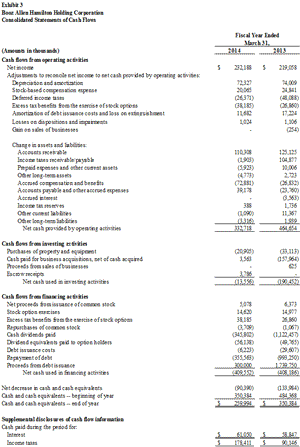 Exhibit 3
Booz Allen Hamilton Holding Corporation
Consolidated Statements of Cash Flows
Fiscal Year Ended
March 31,
(Amounts in thousands) 2014 2013
Cash flows from operating activities
Net income $ 232,188 $ 219,058
Adjustments to reconcile net income to net cash provided by operating activities:
Depreciation and amortization 72,327 74,009
Stock-based compensation expense 20,065 24,841
Deferred income taxes (26,371) (48,088)
Excess tax benefits from the exercise of stock options (38,185) (26,860)
Amortization of debt issuance costs and loss on extinguishment 11,682 17,224
Losses on dispositions and impairments 1,034 1,106
Gain on sales of businesses - (254)
Change in assets and liabilities:
Accounts receivable 110,308 125,125
Income taxes receivable / payable (1,903) 104,877
Prepaid expenses and other current assets (5,923) 10,006
Other long-term assets (4,773) 2,723
Accrued compensation and benefits (72,881) (26,832)
Accounts payable and other accrued expenses 39,178 (23,760)
Accrued interest - (3,363)
Income tax reserves 388 1,736
Other current liabilities (1,090) 11,367
Other long-term liabilities (3,316) 1,939
Net cash provided by operating activities 332,718 464,654
Cash flows from investing activities
Purchases of property and equipment (20,905) (33,113)
Cash paid for business acquisitions, net of cash acquired 3,563 (157,964)
Proceeds from sales of businesses - 625
Escrow receipts 3,786 -
Net cash used in investing activities (13,556) (190,452)
Cash flows from financing activities
Net proceeds from issuance of common stock 5,078 6,373
Stock option exercises 14,620 14,977
Excess tax benefits from the exercise of stock options 38,185 26,860
Repurchases of common stock (3,709) (1,067)
Cash dividends paid (345,802) (1,122,457)
Dividend equivalents paid to option holders (56,138) (49,765)
Debt issuance costs (6,223) (29,607)
Repayment of debt (355,563) (993,250)
Proceeds from debt issuance 300,000 1,739,750
Net cash used in financing activities (409,552) (408,186)
Net decrease in cash and cash equivalents (90,390) (133,984)
Cash and cash equivalents -- beginning of year 350,384 484,368
Cash and cash equivalents -- end of year $ 259,994 $ 350,384
Supplemental disclosures of cash flow information
Cash paid during the period for:
Interest $ 61,050 $ 58,847
Income taxes $ 178,411 $ 90,146